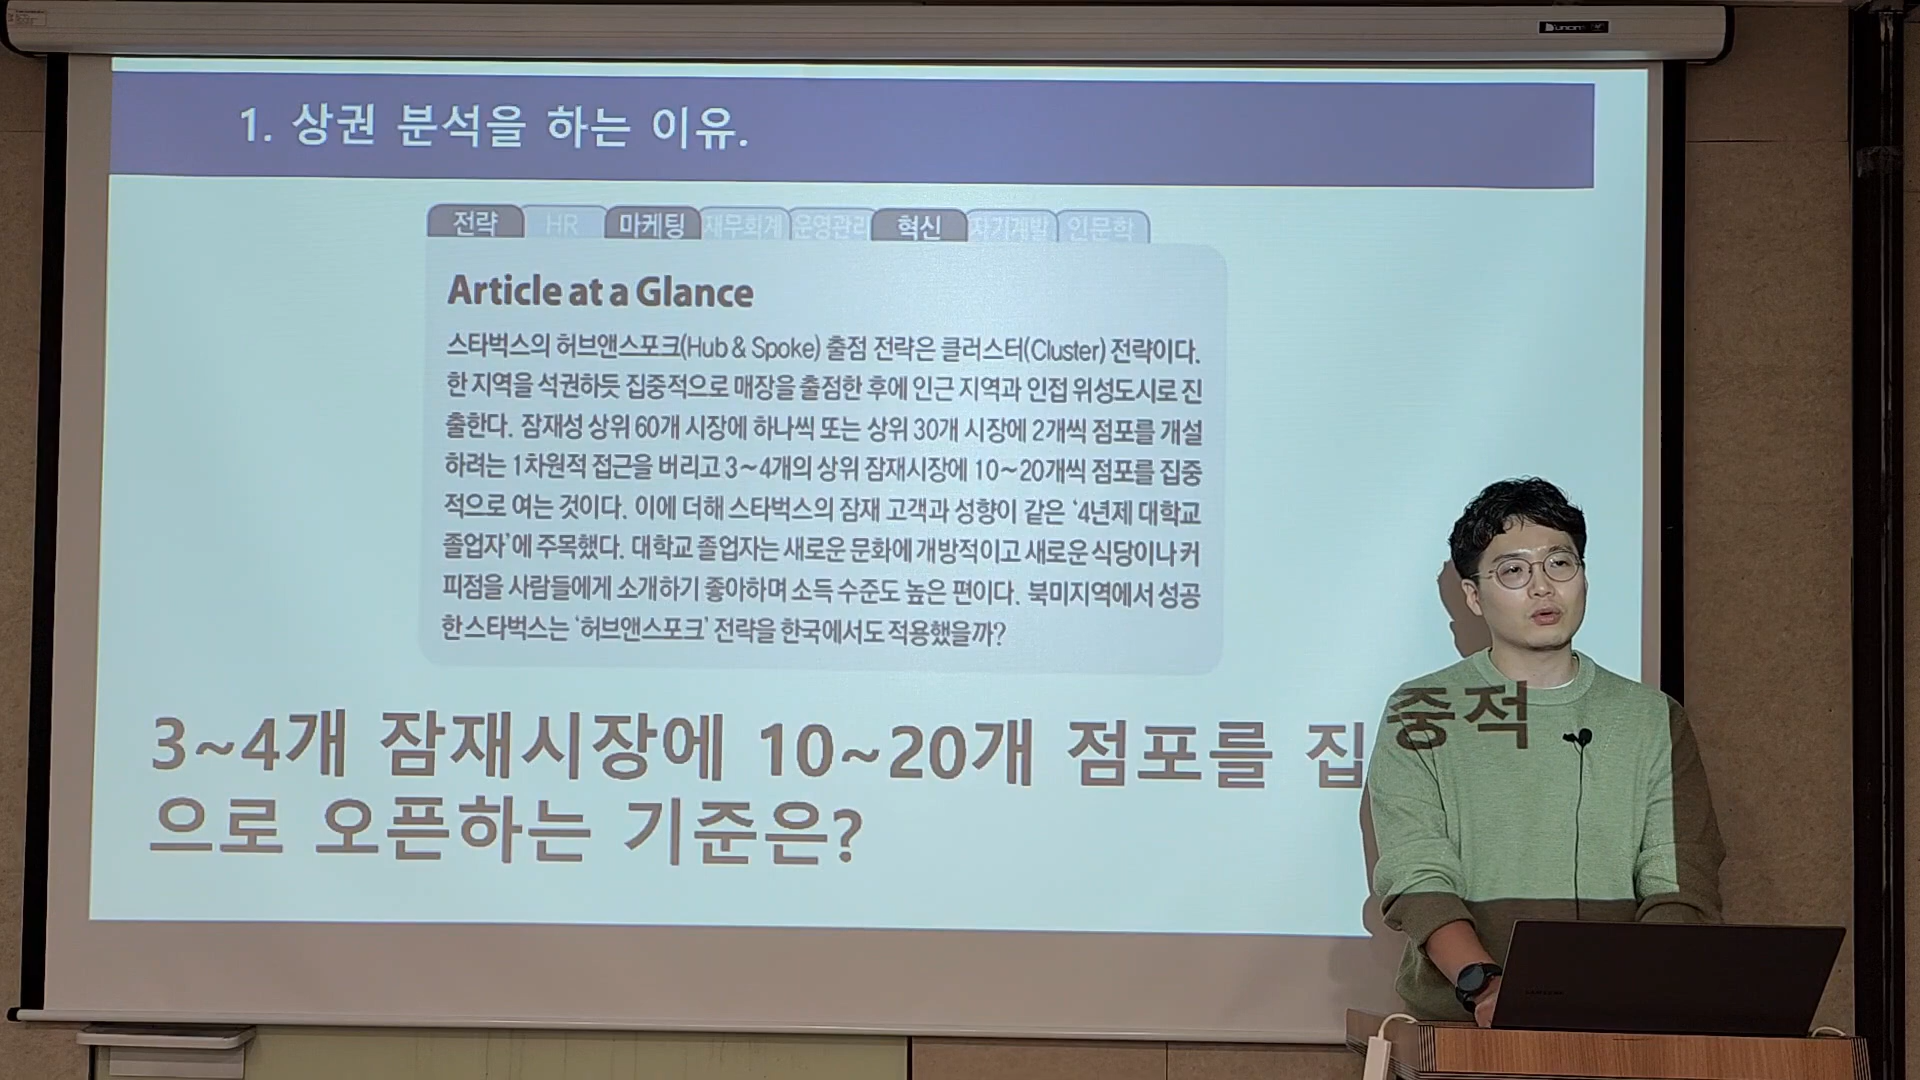 1. 상권 분석을 하는 이유.
전략 HR 마케팅 재무회계 운영관리 혁신 자기계발 인문학
Article at a Glance
스타벅스의 허브앤스포크(Hub & Spoke) 출점 전략은 클러스터(Cluster) 전략이다.
한 지역을 석권하듯 집중적으로 매장을 출점한 후에 인근 지역과 인접 위성도시로 진
출한다. 잠재성 상위 60개 시장에 하나씩 또는 상위 30개 시장에 2개씩 점포를 개설
하려는 1차원적 접근을 버리고 3~4개의 상위 잠재시장에 10~20개씩 점포를 집중
적으로 여는 것이다. 이에 더해 스타벅스의 잠재 고객과 성향이 같은 '4년제 대학교
졸업자'에 주목했다. 대학교 졸업자는 새로운 문화에 개방적이고 새로운 식당이나 커
피점을 사람들에게 소개하기 좋아하며 소득 수준도 높은 편이다. 북미지역에서 성공
한 스타벅스는 '허브앤스포크' 전략을 한국에서도 적용했을까?
3~4개 잠재시장에 10~20개 점포를 집중적
으로 오픈하는 기준은?